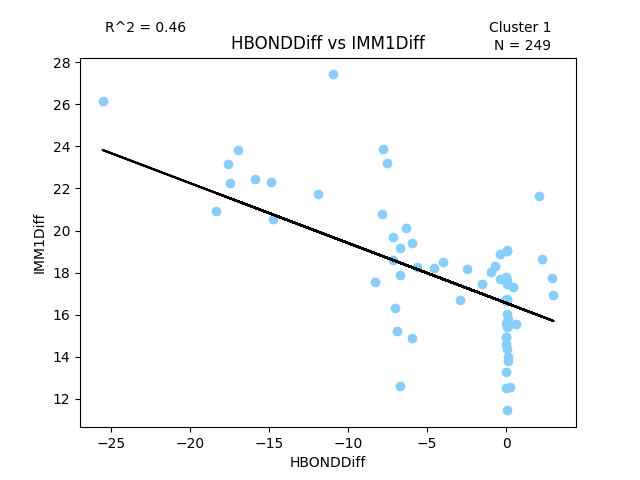 R^2 = 0.46
Cluster 1
N = 249
HBONDDiff vs IMM1Diff
28
26
24
22
20
18
16
14
12
IMM1Diff
−25 −20 −15 −10 −5 0
HBONDDiff